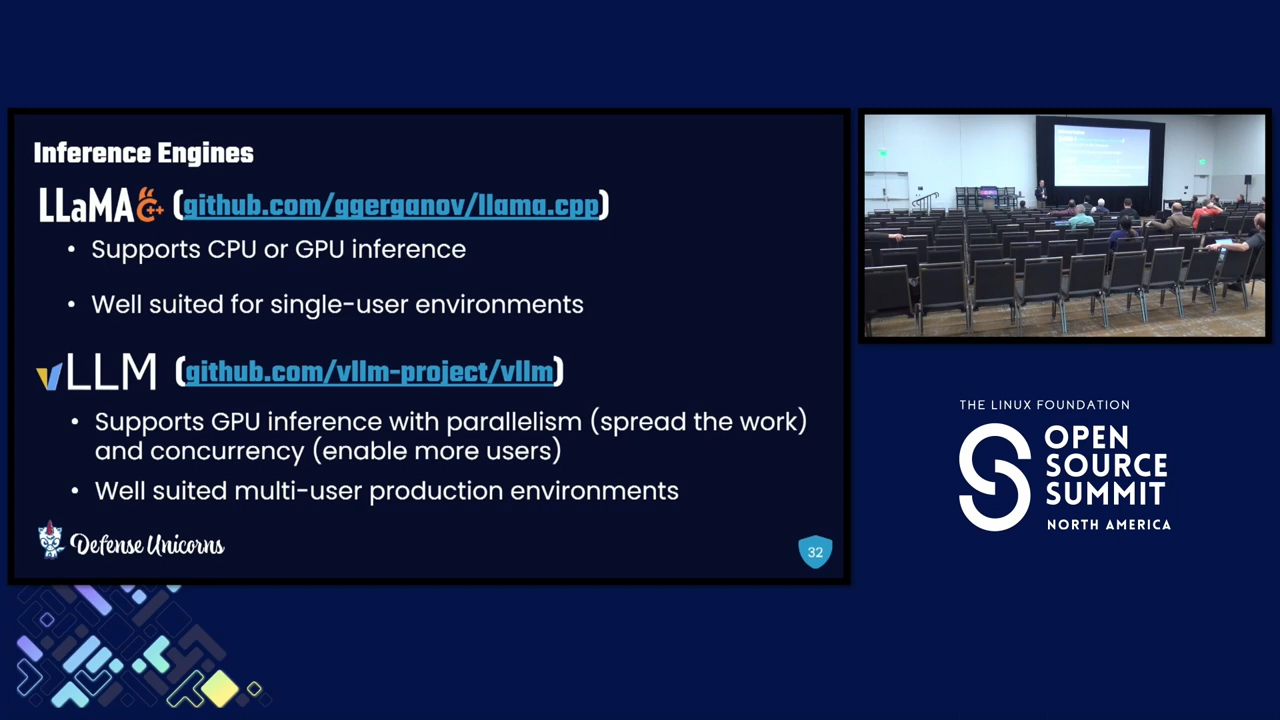 Inference Engines
LLaMA C++ (github.com/ggerganov/llama.cpp)
• Supports CPU or GPU inference
• Well suited for single-user environments
vLLM (github.com/vllm-project/vllm)
• Supports GPU inference with parallelism (spread the work)
and concurrency (enable more users)
• Well suited multi-user production environments
Defense Unicorns
32
THE LINUX FOUNDATION
OPEN
SOURCE
SUMMIT
NORTH AMERICA